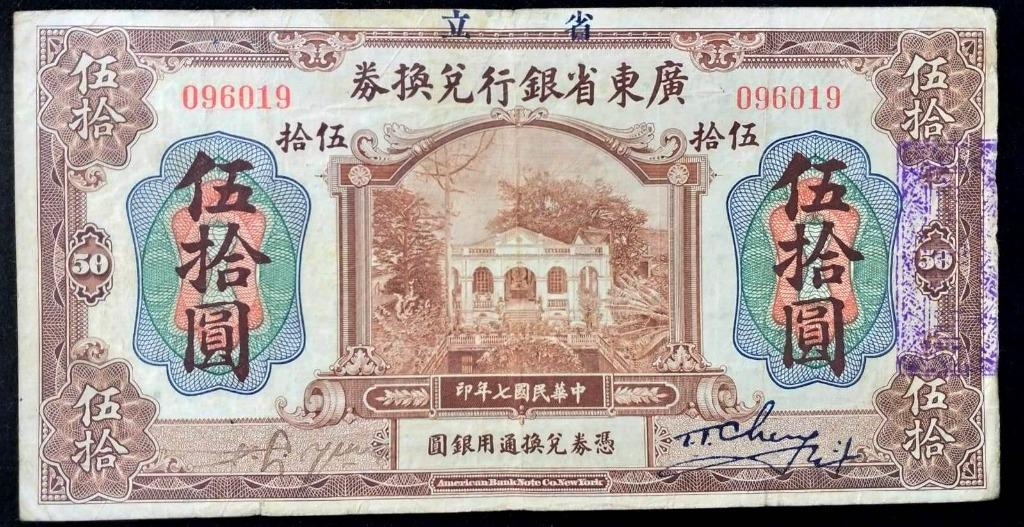 省立
廣東省銀行兌換券
096019
096019
伍拾
伍拾
伍拾
伍拾
伍拾圓
伍拾圓
50
50
中華民國七年印
憑券兌換通用銀圓
伍拾
伍拾
American Bank Note Co. New York